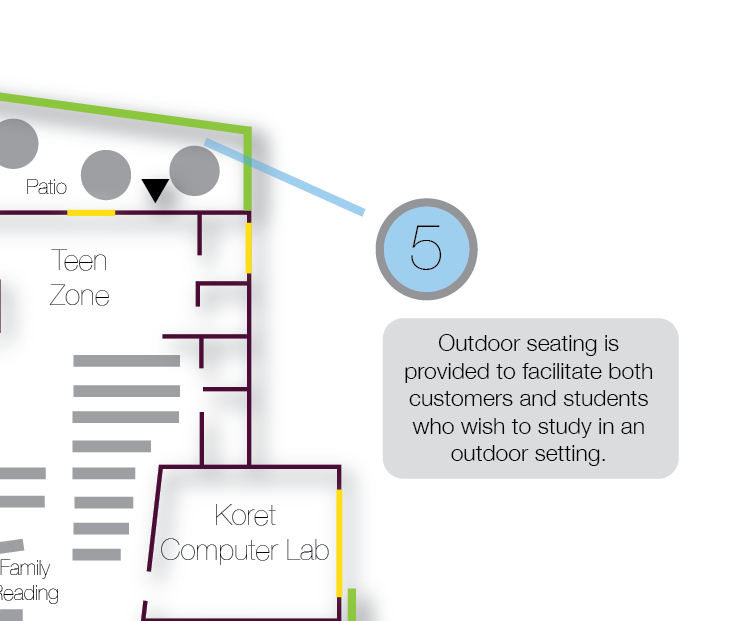 Patio
Teen
Zone
5
Outdoor seating is
provided to facilitate both
customers and students
who wish to study in an
outdoor setting.
Koret
Computer Lab
Family
Reading